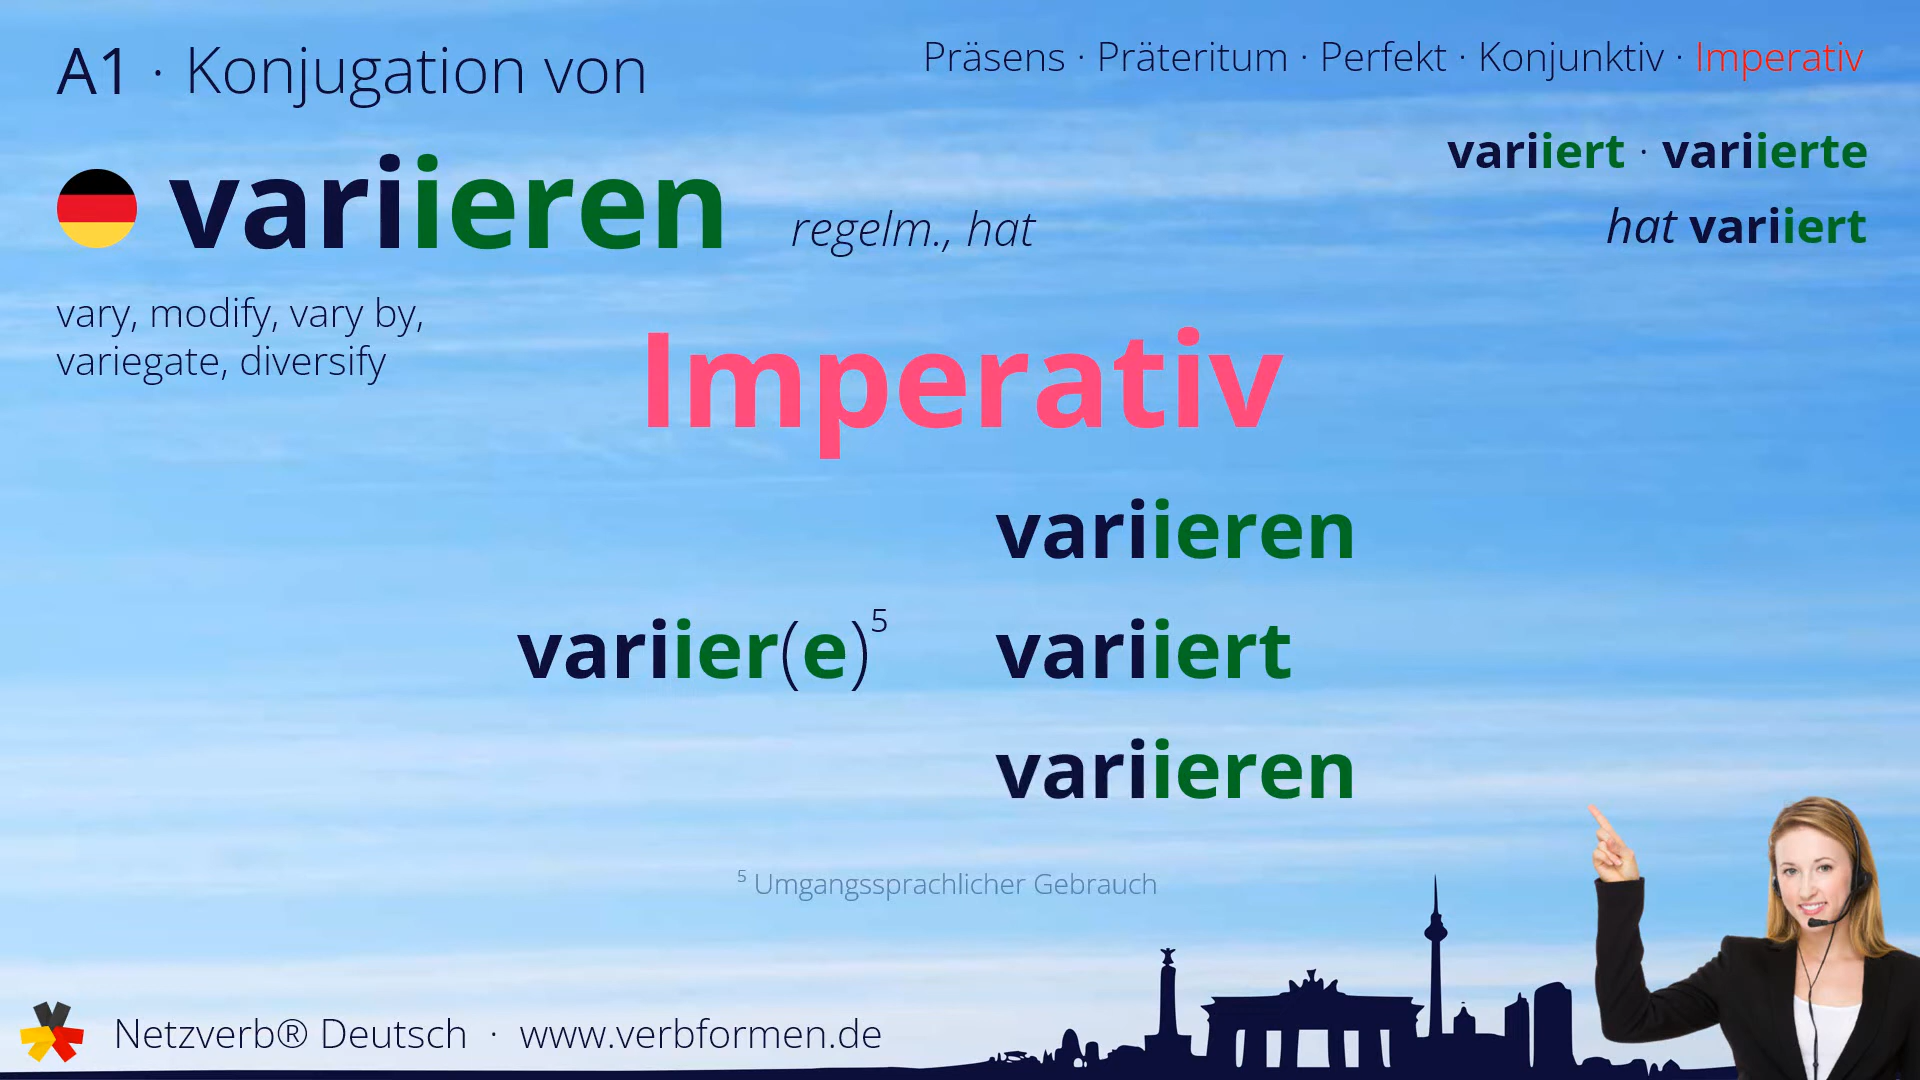 A1 · Konjugation von
Präsens · Präteritum · Perfekt · Konjunktiv · Imperativ
variieren regelm., hat
variiert · variierte
hat variiert
vary, modify, vary by,
variegate, diversify
Imperativ
variieren
variier(e)⁵ variiert
variieren
⁵ Umgangssprachlicher Gebrauch
Netzverb® Deutsch · www.verbformen.de